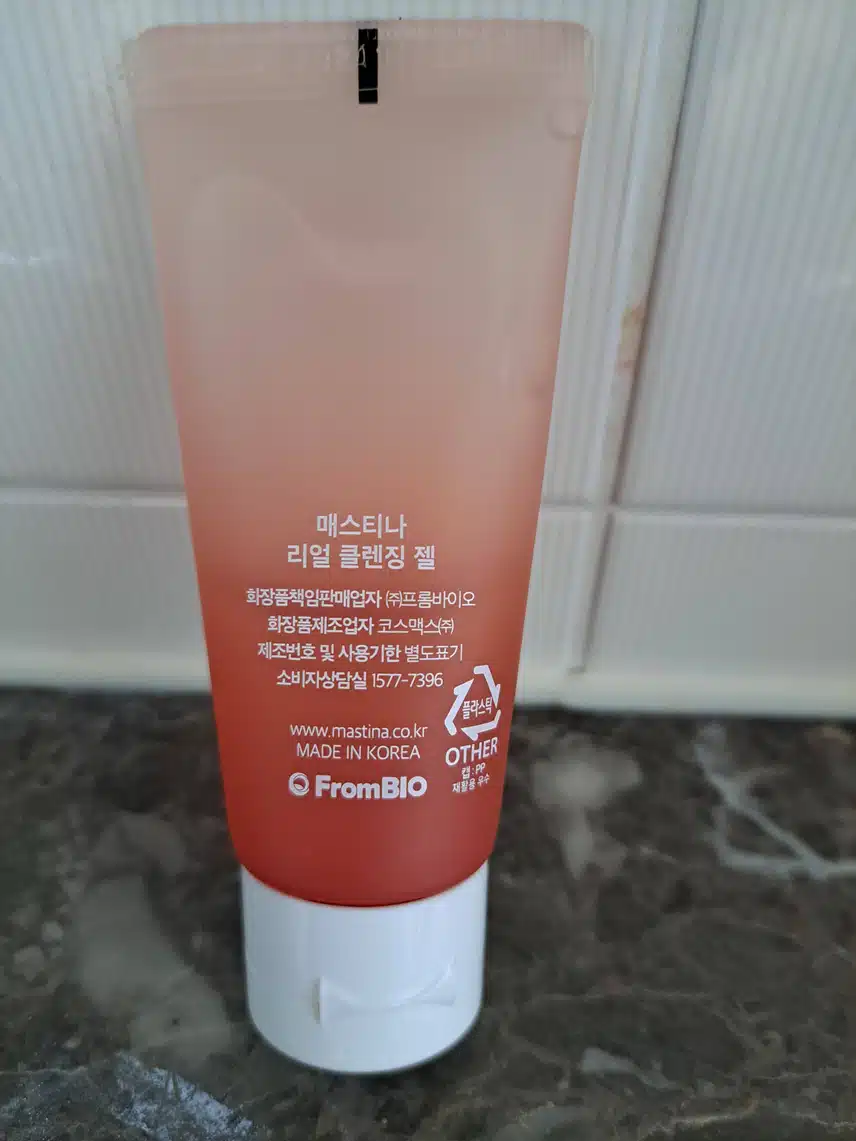 매스티나
리얼 클렌징 젤
화장품책임판매업자 ㈜프롬바이오
화장품제조업자 코스맥스㈜
제조번호 및 사용기한 별도표기
소비자상담실 1577-7396
www.mastina.co.kr
MADE IN KOREA
FromBIO
플라스틱
OTHER
캡 : PP
재활용 우수